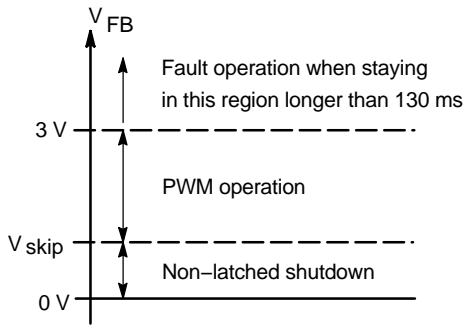 V FB
Fault operation when staying
in this region longer than 130 ms
3 V
PWM operation
V skip
Non–latched shutdown
0 V